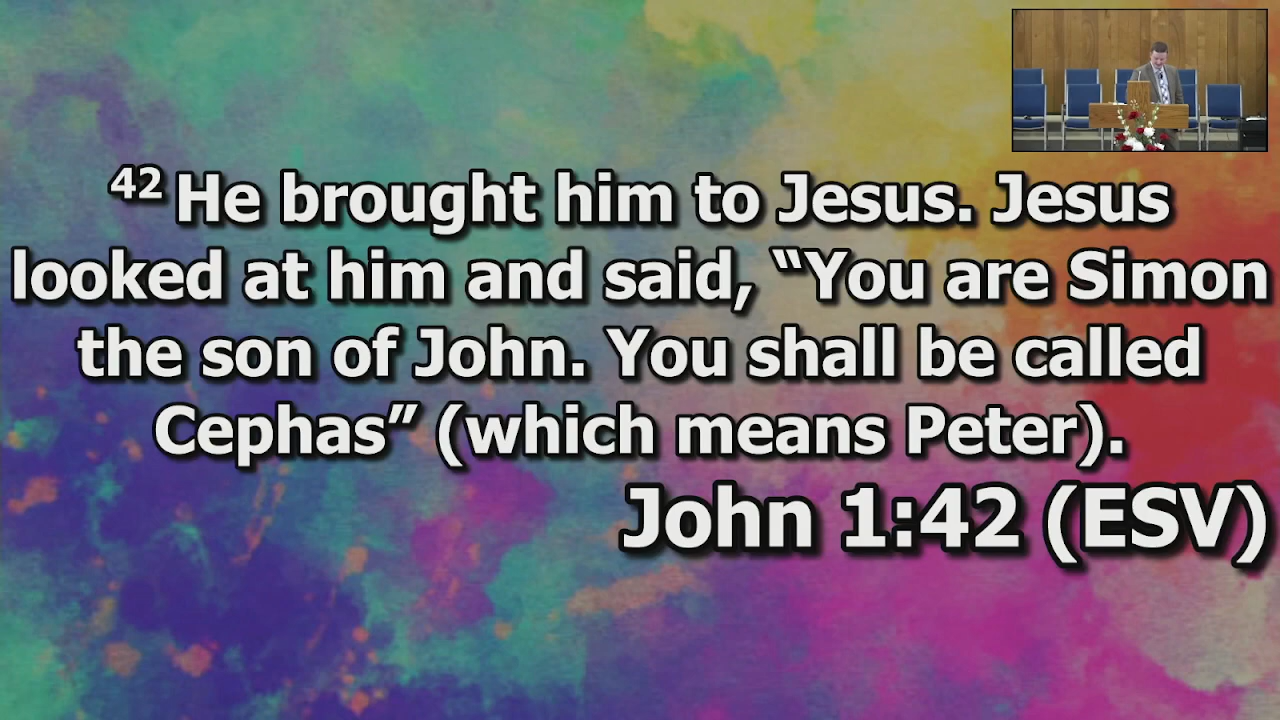 42 He brought him to Jesus. Jesus
looked at him and said, “You are Simon
the son of John. You shall be called
Cephas” (which means Peter).
John 1:42 (ESV)